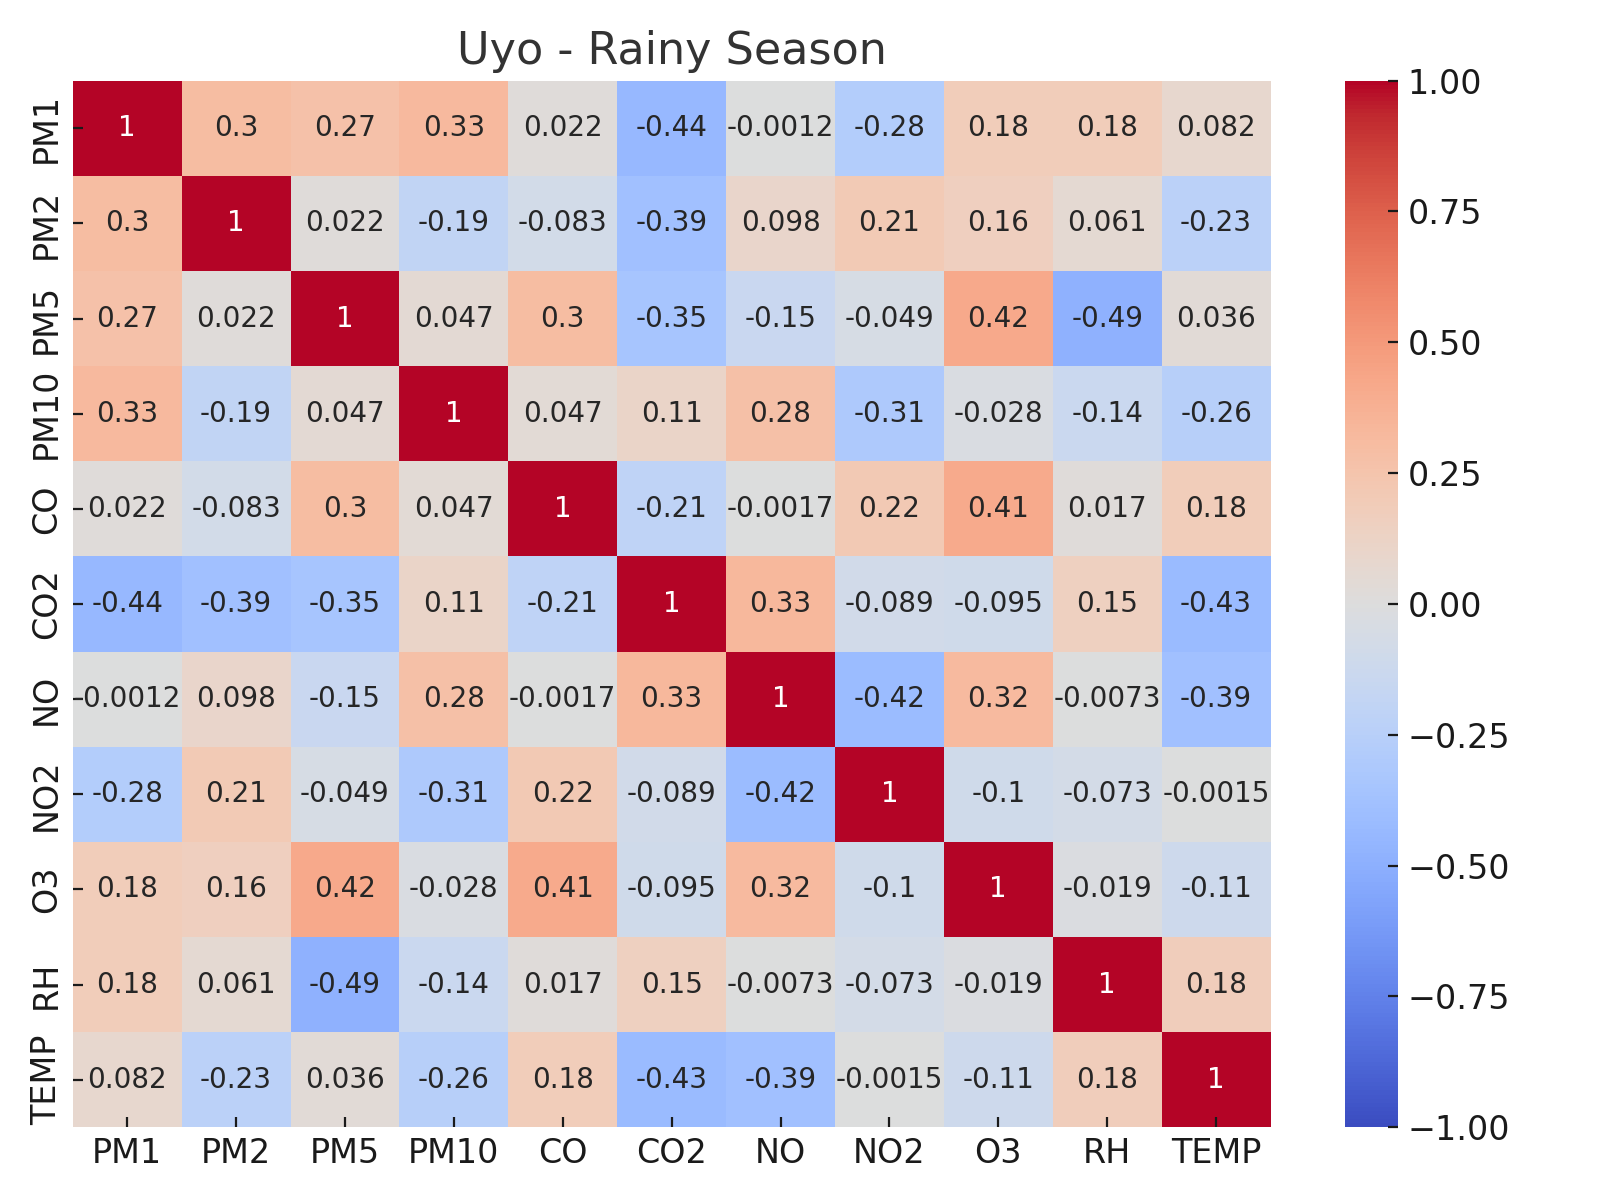 Uyo - Rainy Season
PM1 1 0.3 0.27 0.33 0.022 -0.44 -0.0012 -0.28 0.18 0.18 0.082
PM2 0.3 1 0.022 -0.19 -0.083 -0.39 0.098 0.21 0.16 0.061 -0.23
PM5 0.27 0.022 1 0.047 0.3 -0.35 -0.15 -0.049 0.42 -0.49 0.036
PM10 0.33 -0.19 0.047 1 0.047 0.11 0.28 -0.31 -0.028 -0.14 -0.26
CO 0.022 -0.083 0.3 0.047 1 -0.21 -0.0017 0.22 0.41 0.017 0.18
CO2 -0.44 -0.39 -0.35 0.11 -0.21 1 0.33 -0.089 -0.095 0.15 -0.43
NO -0.0012 0.098 -0.15 0.28 -0.0017 0.33 1 -0.42 0.32 -0.0073 -0.39
NO2 -0.28 0.21 -0.049 -0.31 0.22 -0.089 -0.42 1 -0.1 -0.073 -0.0015
O3 0.18 0.16 0.42 -0.028 0.41 -0.095 0.32 -0.1 1 -0.019 -0.11
RH 0.18 0.061 -0.49 -0.14 0.017 0.15 -0.0073 -0.073 -0.019 1 0.18
TEMP 0.082 -0.23 0.036 -0.26 0.18 -0.43 -0.39 -0.0015 -0.11 0.18 1
PM1 PM2 PM5 PM10 CO CO2 NO NO2 O3 RH TEMP
1.00
0.75
0.50
0.25
0.00
−0.25
−0.50
−0.75
−1.00